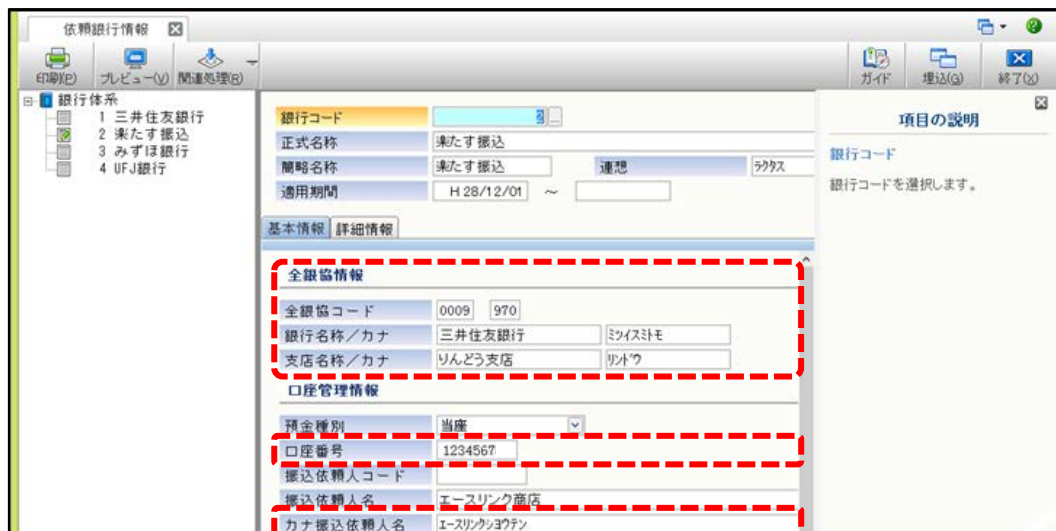 依頼銀行情報
印刷(P) プレビュー(V) 関連処理(R) ガイド 埋込(G) 終了(X)
銀行体系
1 三井住友銀行
2 楽たす振込
3 みずほ銀行
4 UFJ銀行
銀行コード 2 ...
正式名称 楽たす振込
簡略名称 楽たす振込 連想 ラクタス
適用期間 H 28/12/01 ～
基本情報 詳細情報
全銀協情報
全銀協コード 0009 970
銀行名称／カナ 三井住友銀行 ミツイスミトモ
支店名称／カナ りんどう支店 リンドウ
口座管理情報
預金種別 当座
口座番号 1234567
振込依頼人コード
振込依頼人名 エースリンク商店
カナ振込依頼人名 エースリンクショウテン
項目の説明
銀行コード
銀行コードを選択します。